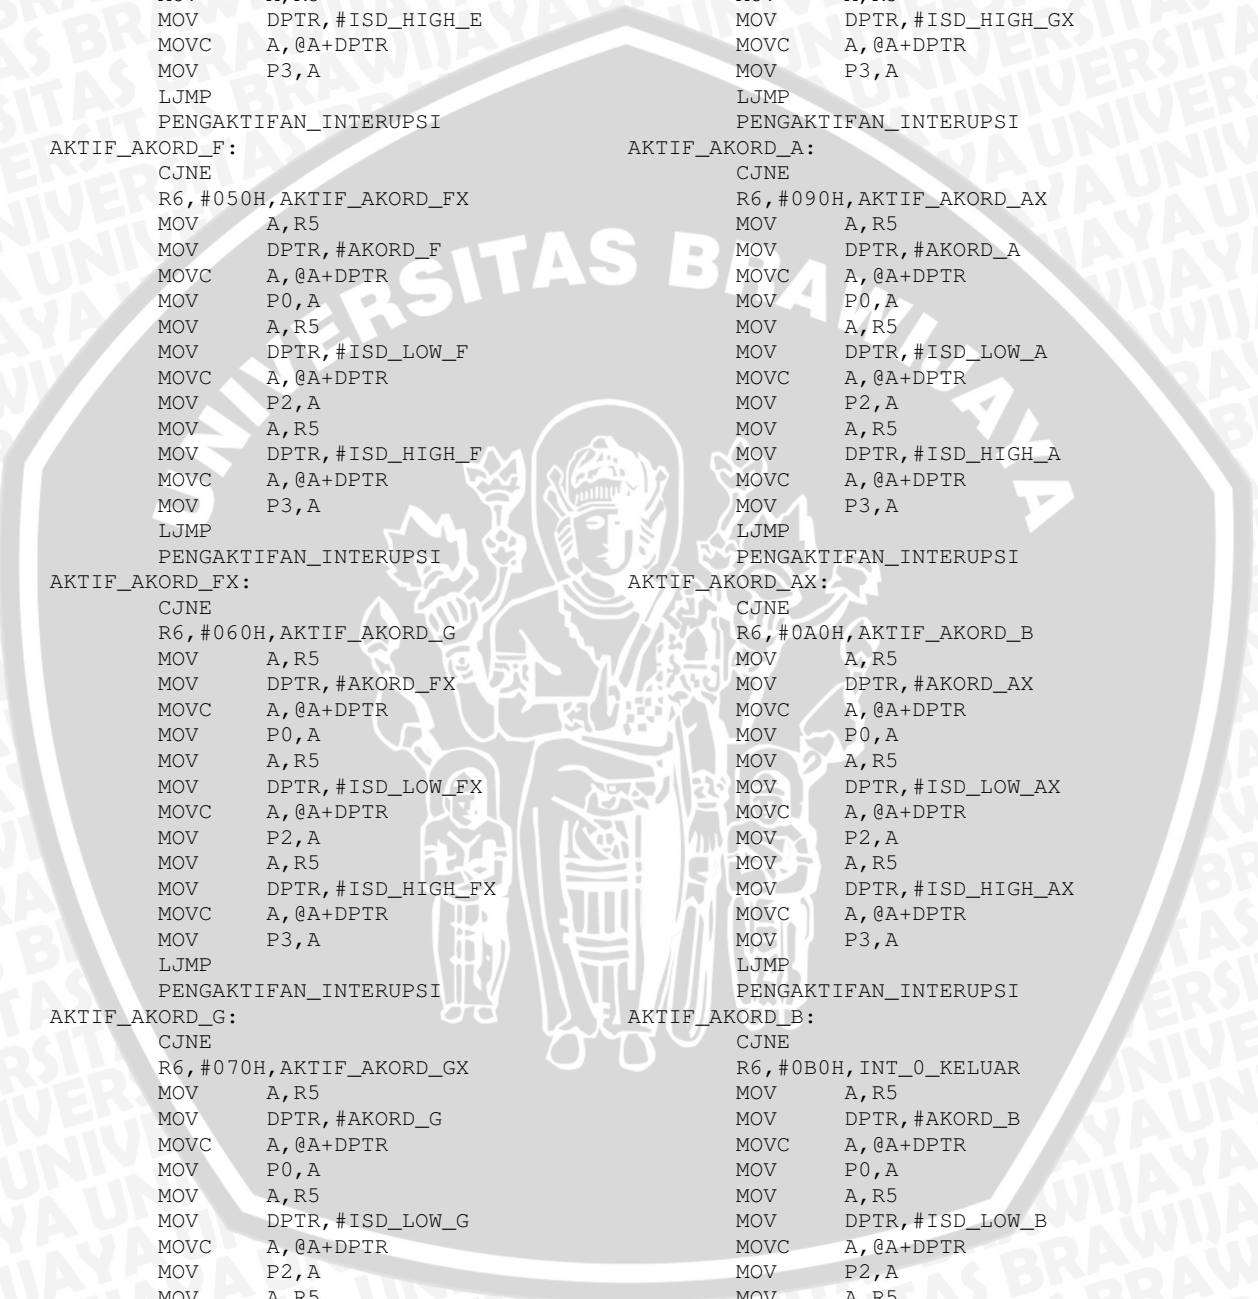 MOV DPTR,#ISD_HIGH_E
MOVC A,@A+DPTR
MOV P3,A
LJMP
PENGAKTIFAN_INTERUPSI
AKTIF_AKORD_F:
CJNE
R6,#050H,AKTIF_AKORD_FX
MOV A,R5
MOV DPTR,#AKORD_F
MOVC A,@A+DPTR
MOV P0,A
MOV A,R5
MOV DPTR,#ISD_LOW_F
MOVC A,@A+DPTR
MOV P2,A
MOV A,R5
MOV DPTR,#ISD_HIGH_F
MOVC A,@A+DPTR
MOV P3,A
LJMP
PENGAKTIFAN_INTERUPSI
AKTIF_AKORD_FX:
CJNE
R6,#060H,AKTIF_AKORD_G
MOV A,R5
MOV DPTR,#AKORD_FX
MOVC A,@A+DPTR
MOV P0,A
MOV A,R5
MOV DPTR,#ISD_LOW_FX
MOVC A,@A+DPTR
MOV P2,A
MOV A,R5
MOV DPTR,#ISD_HIGH_FX
MOVC A,@A+DPTR
MOV P3,A
LJMP
PENGAKTIFAN_INTERUPSI
AKTIF_AKORD_G:
CJNE
R6,#070H,AKTIF_AKORD_GX
MOV A,R5
MOV DPTR,#AKORD_G
MOVC A,@A+DPTR
MOV P0,A
MOV A,R5
MOV DPTR,#ISD_LOW_G
MOVC A,@A+DPTR
MOV P2,A
MOV A,R5
MOV DPTR,#ISD_HIGH_GX
MOVC A,@A+DPTR
MOV P3,A
LJMP
PENGAKTIFAN_INTERUPSI
AKTIF_AKORD_A:
CJNE
R6,#090H,AKTIF_AKORD_AX
MOV A,R5
MOV DPTR,#AKORD_A
MOVC A,@A+DPTR
MOV P0,A
MOV A,R5
MOV DPTR,#ISD_LOW_A
MOVC A,@A+DPTR
MOV P2,A
MOV A,R5
MOV DPTR,#ISD_HIGH_A
MOVC A,@A+DPTR
MOV P3,A
LJMP
PENGAKTIFAN_INTERUPSI
AKTIF_AKORD_AX:
CJNE
R6,#0A0H,AKTIF_AKORD_B
MOV A,R5
MOV DPTR,#AKORD_AX
MOVC A,@A+DPTR
MOV P0,A
MOV A,R5
MOV DPTR,#ISD_LOW_AX
MOVC A,@A+DPTR
MOV P2,A
MOV A,R5
MOV DPTR,#ISD_HIGH_AX
MOVC A,@A+DPTR
MOV P3,A
LJMP
PENGAKTIFAN_INTERUPSI
AKTIF_AKORD_B:
CJNE
R6,#0B0H,INT_0_KELUAR
MOV A,R5
MOV DPTR,#AKORD_B
MOVC A,@A+DPTR
MOV P0,A
MOV A,R5
MOV DPTR,#ISD_LOW_B
MOVC A,@A+DPTR
MOV P2,A
MOV A,R5
UNIVERSITAS BRAWIJAYA